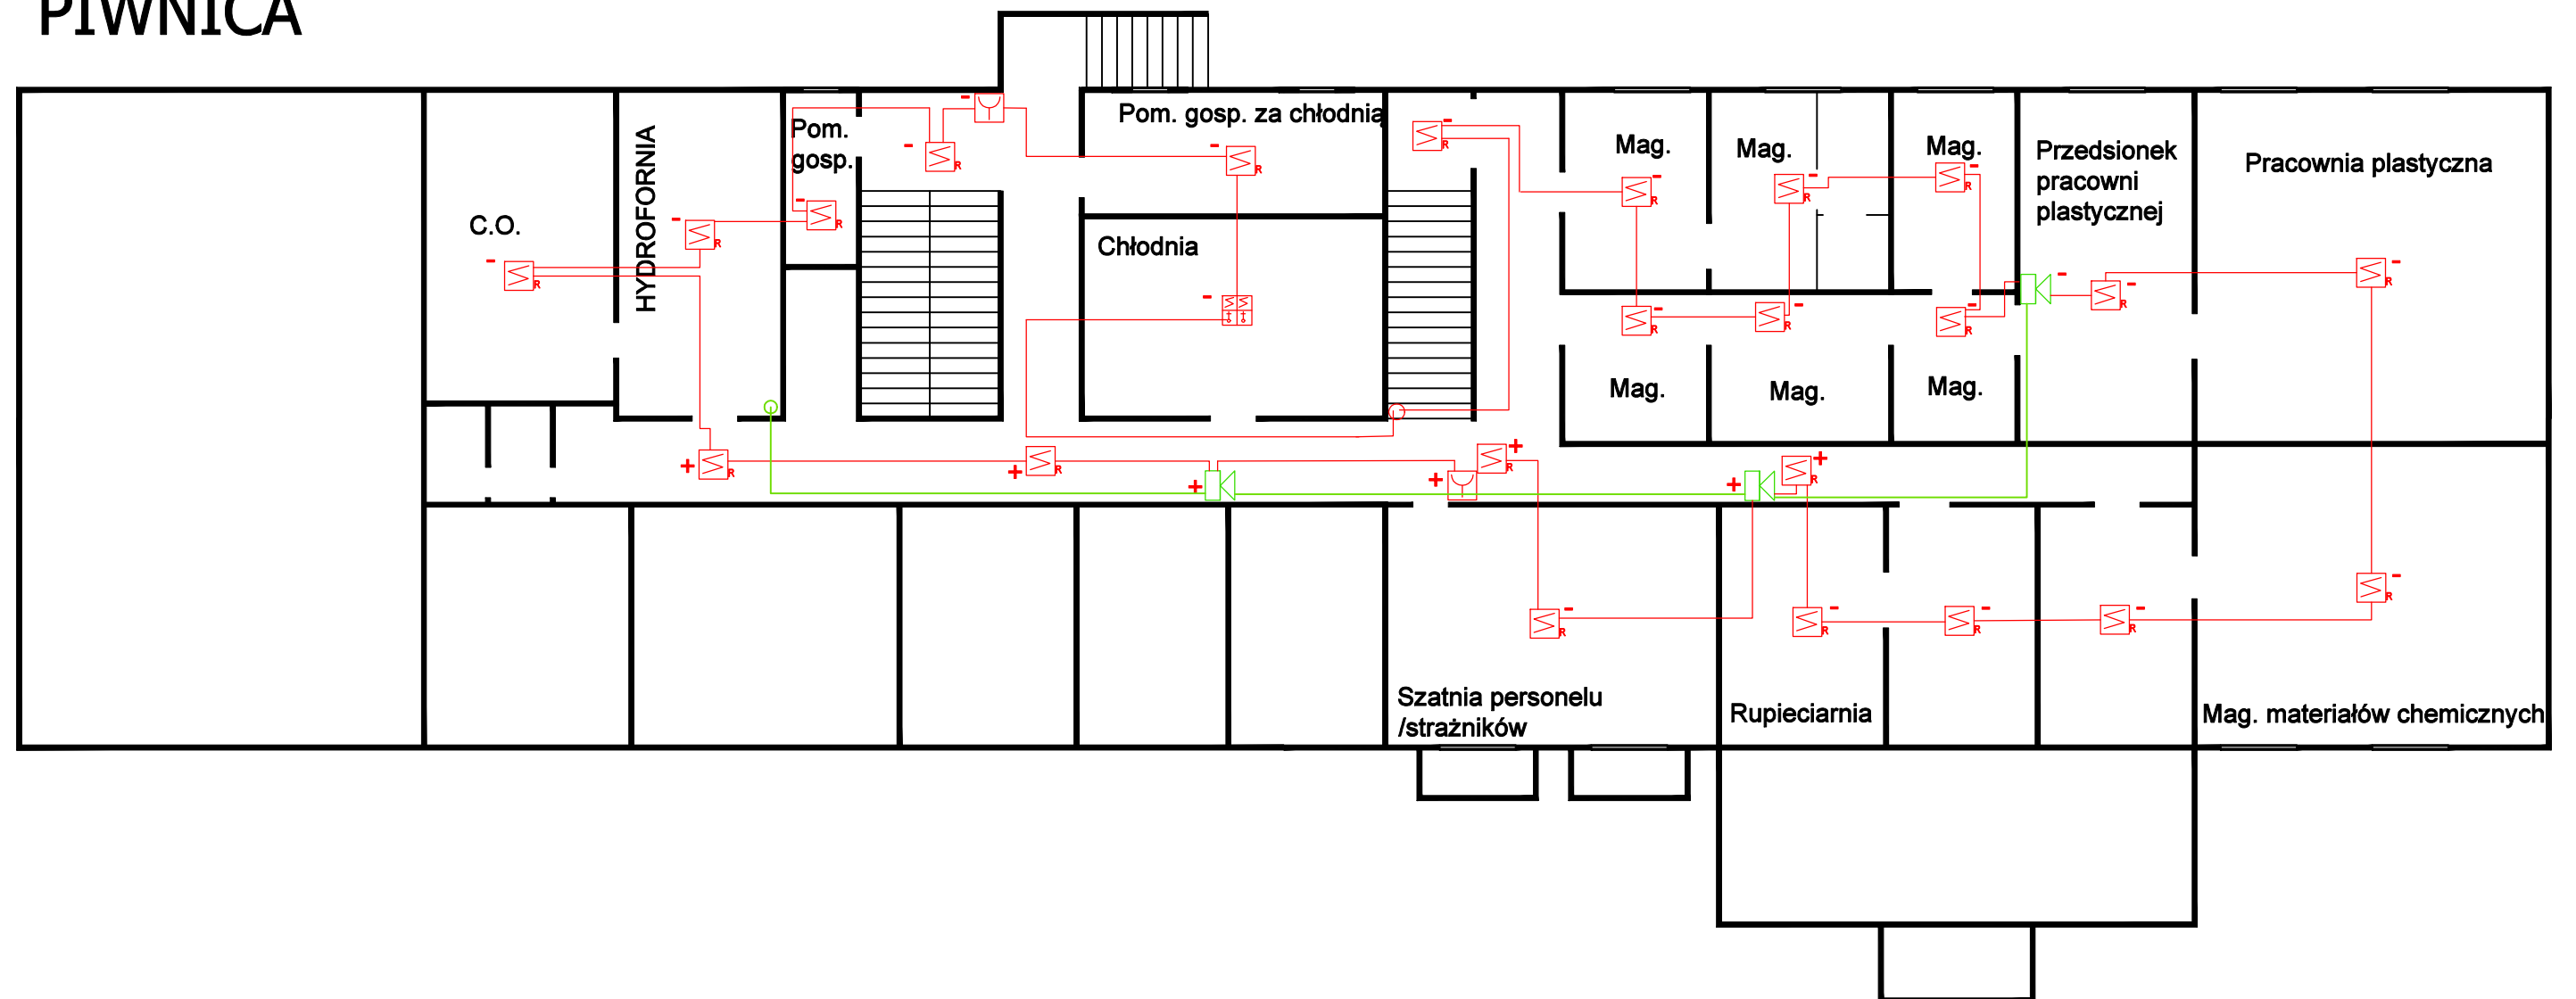 PIWNICA
Pom. gosp. za chłodnią
Pom.
gosp.
HYDROFORNIA
C.O.
Chłodnia
Mag.
Mag.
Mag.
Przedsionek
pracowni
plastycznej
Pracownia plastyczna
Mag.
Mag.
Mag.
Szatnia personelu
/strażników
Rupieciarnia
Mag. materiałów chemicznych
- R
- R
- R
- R
-
- R
-
- R
- R
- R
- R
- R
- R
- R
-
- R
- R
+ R
+ R
+
+
+ R
+
+ R
- R
- R
- R
- R
- R